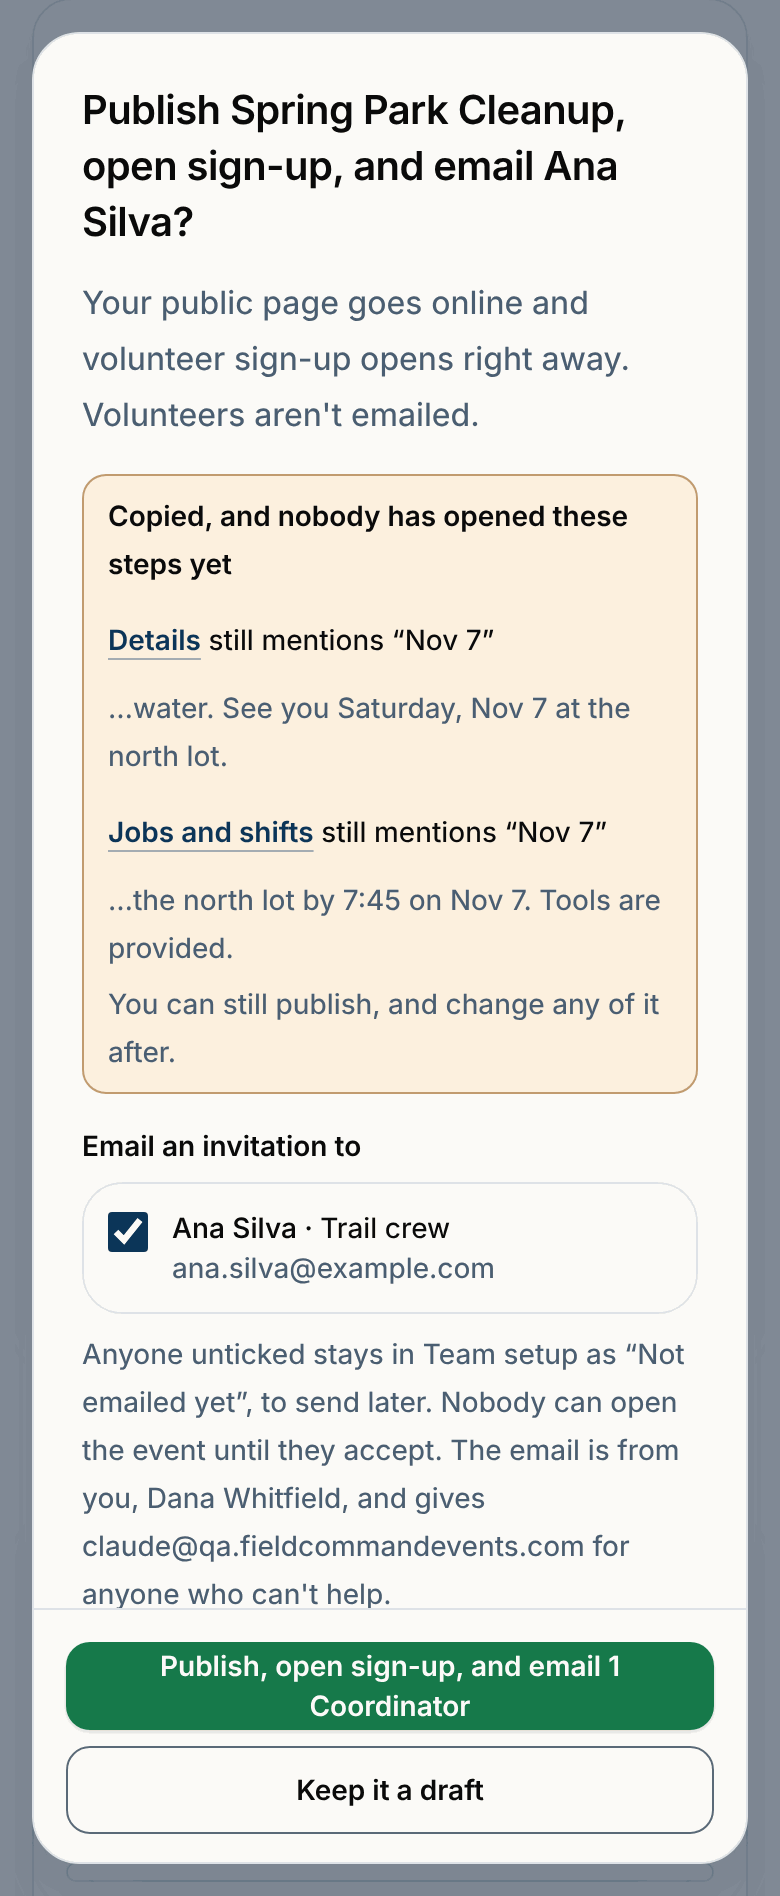 Publish Spring Park Cleanup,
open sign-up, and email Ana
Silva?
Your public page goes online and
volunteer sign-up opens right away.
Volunteers aren't emailed.
Copied, and nobody has opened these
steps yet
Details still mentions “Nov 7”
…water. See you Saturday, Nov 7 at the
north lot.
Jobs and shifts still mentions “Nov 7”
…the north lot by 7:45 on Nov 7. Tools are
provided.
You can still publish, and change any of it
after.
Email an invitation to
Ana Silva · Trail crew
ana.silva@example.com
Anyone unticked stays in Team setup as “Not
emailed yet”, to send later. Nobody can open
the event until they accept. The email is from
you, Dana Whitfield, and gives
claude@qa.fieldcommandevents.com for
anyone who can't help.
Publish, open sign-up, and email 1
Coordinator
Keep it a draft